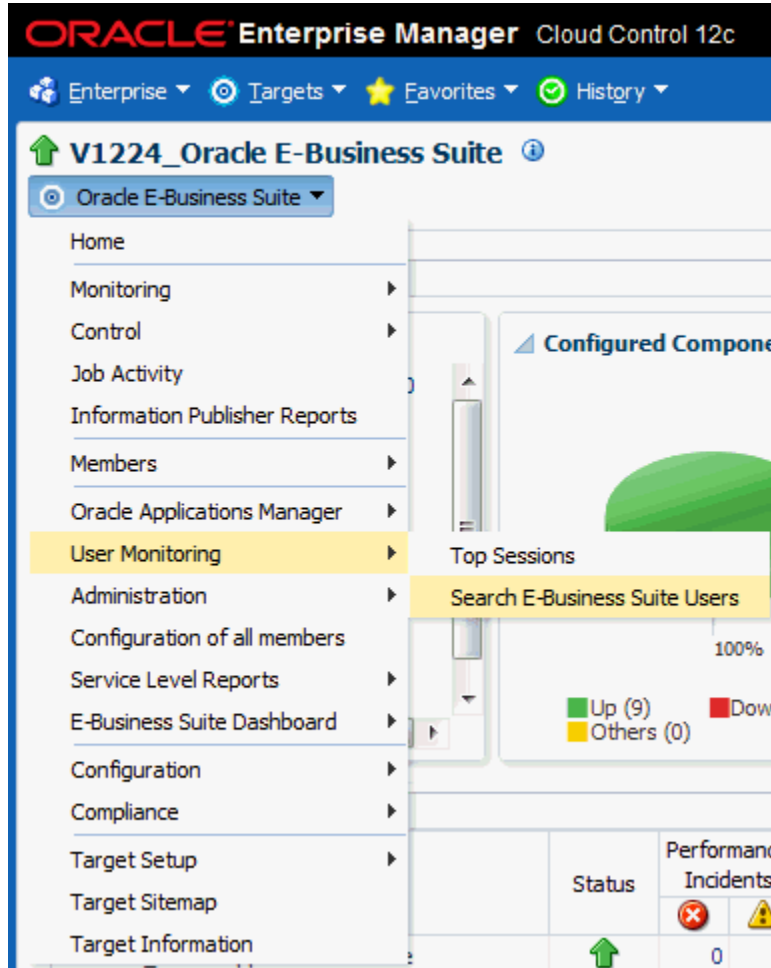 ORACLE Enterprise Manager Cloud Control 12c
Enterprise Targets Favorites History
V1224_Oracle E-Business Suite
Oracle E-Business Suite
Home
Monitoring
Control
Job Activity
Information Publisher Reports
Members
Oracle Applications Manager
User Monitoring
Administration
Configuration of all members
Service Level Reports
E-Business Suite Dashboard
Configuration
Compliance
Target Setup
Target Sitemap
Target Information
Top Sessions
Search E-Business Suite Users
Configured
100%
Up (9)
Others (0)
Status
Incidents
0